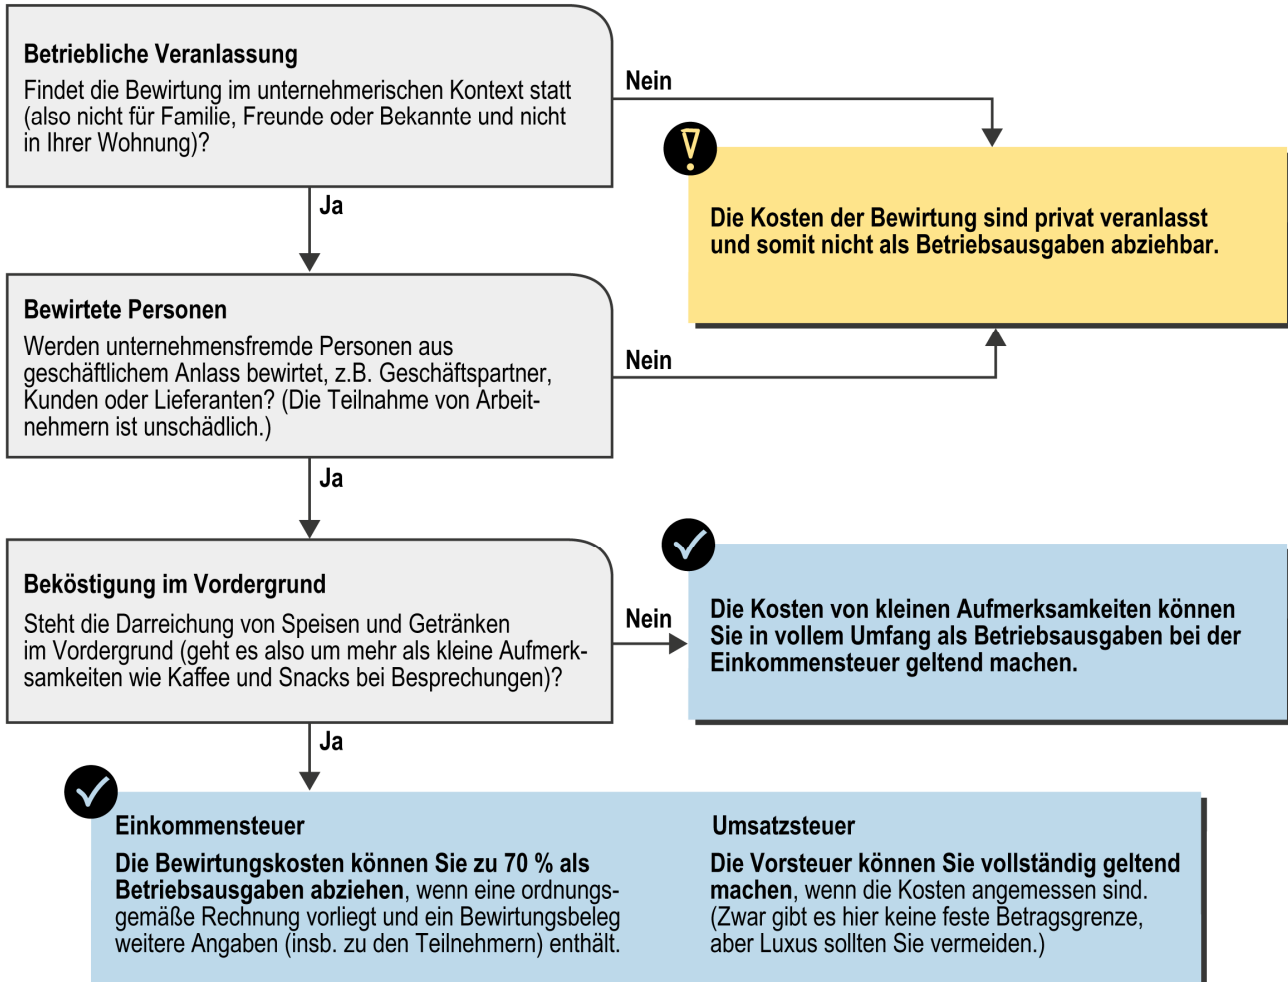 Betriebliche Veranlassung
Findet die Bewirtung im unternehmerischen Kontext statt
(also nicht für Familie, Freunde oder Bekannte und nicht
in Ihrer Wohnung)?
Nein
Die Kosten der Bewirtung sind privat veranlasst
und somit nicht als Betriebsausgaben abziehbar.
Ja
Bewirtete Personen
Werden unternehmensfremde Personen aus
geschäftlichem Anlass bewirtet, z.B. Geschäftspartner,
Kunden oder Lieferanten? (Die Teilnahme von Arbeit-
nehmern ist unschädlich.)
Nein
Ja
Beköstigung im Vordergrund
Steht die Darreichung von Speisen und Getränken
im Vordergrund (geht es also um mehr als kleine Aufmerk-
samkeiten wie Kaffee und Snacks bei Besprechungen)?
Nein
Die Kosten von kleinen Aufmerksamkeiten können
Sie in vollem Umfang als Betriebsausgaben bei der
Einkommensteuer geltend machen.
Ja
Einkommensteuer
Die Bewirtungskosten können Sie zu 70 % als
Betriebsausgaben abziehen, wenn eine ordnungs-
gemäße Rechnung vorliegt und ein Bewirtungsbeleg
weitere Angaben (insb. zu den Teilnehmern) enthält.
Umsatzsteuer
Die Vorsteuer können Sie vollständig geltend
machen, wenn die Kosten angemessen sind.
(Zwar gibt es hier keine feste Betragsgrenze,
aber Luxus sollten Sie vermeiden.)